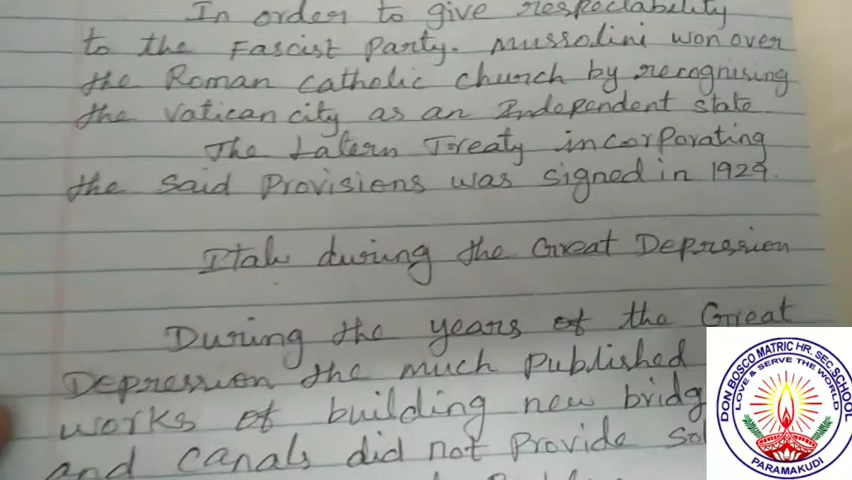 In order to give respectability
to the Fascist Party. Mussolini won over
the Roman Catholic church by recognising
the Vatican city as an Independent state
The Latern Treaty incorporating
the said Provisions was signed in 1929.
Italy during the Great Depression
During the years of the Great
Depression the much published
works of building new bridg
and canals did not provide sol
DON BOSCO MATRIC HR. SEC SCHOOL
LOVE & SERVE THE WORLD
PARAMAKUDI